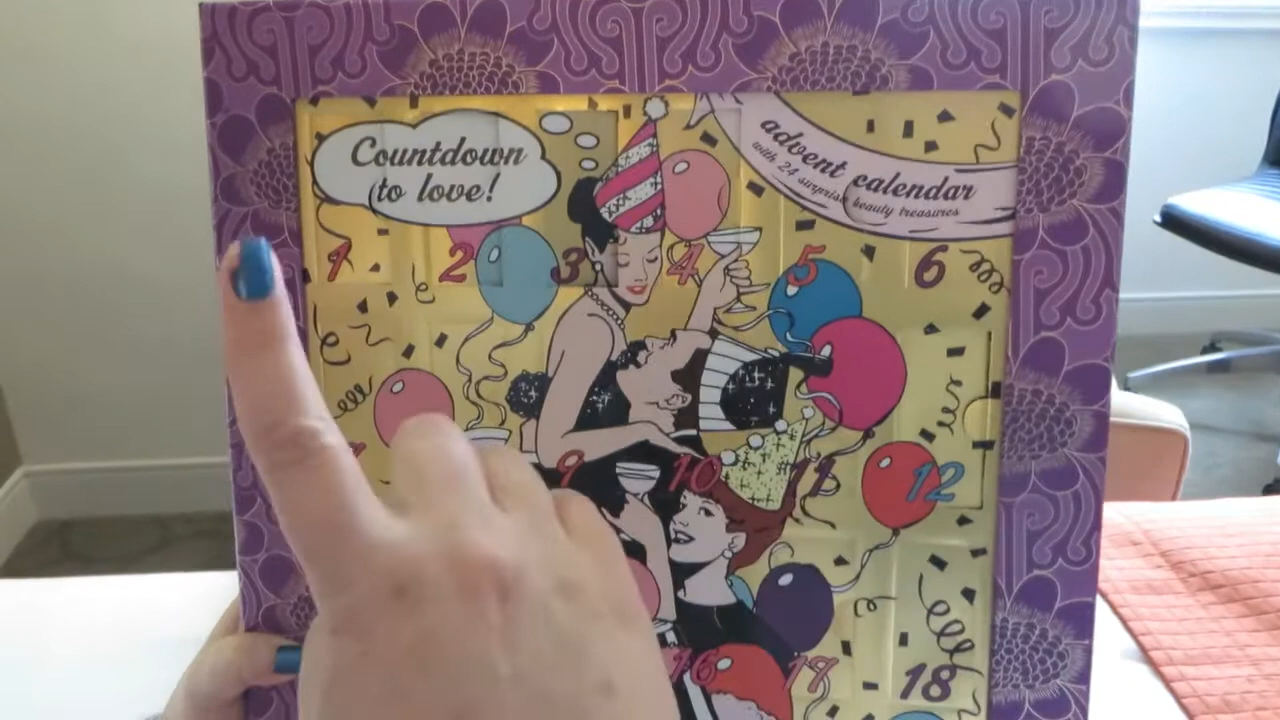 Countdown
to love!
advent calendar
with 24 surprise beauty treasures
1 2 3 4 5 6
9 10 11 12
16 17 18